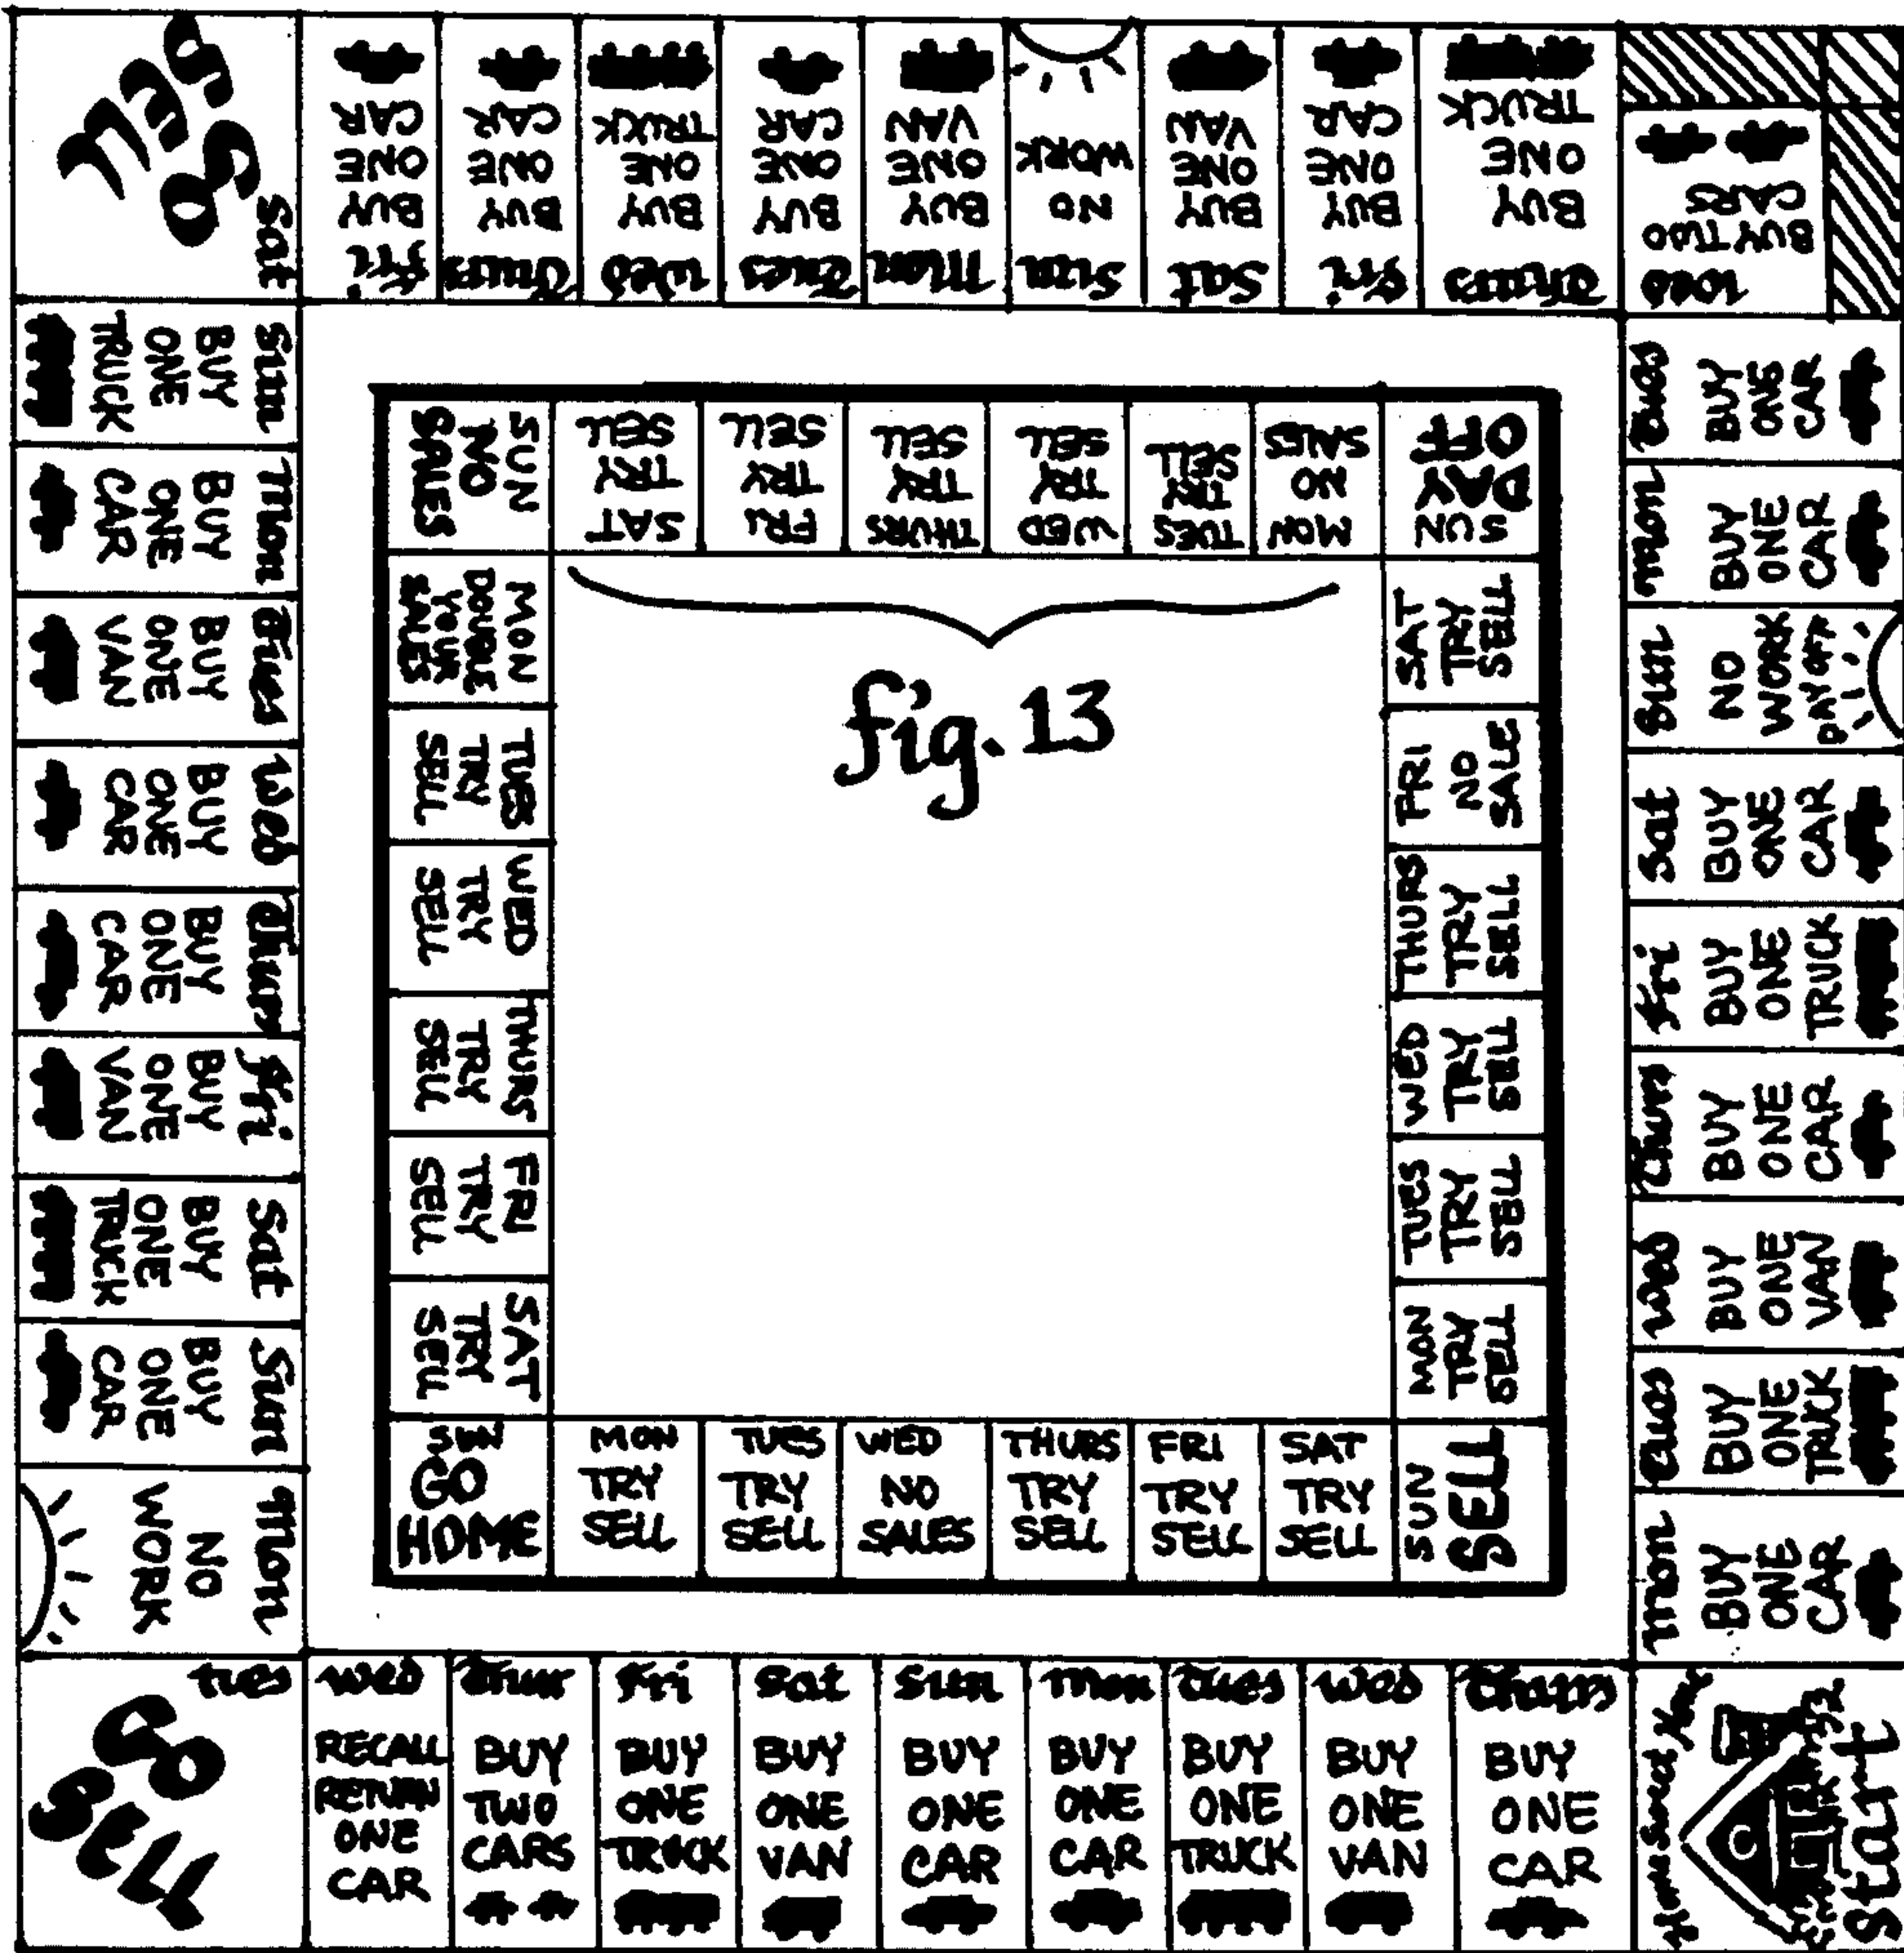 Go
Sell
Sat
Fri
BUY
ONE
CAR
Thurs
BUY
ONE
CAR
Wed
BUY
ONE
TRUCK
Tues
BUY
ONE
CAR
Mon
BUY
ONE
VAN
Sun
NO
WORK
Sat
BUY
ONE
VAN
Fri
BUY
ONE
CAR
Thurs
BUY
ONE
TRUCK
Wed
BUY TWO
CARS
Tues
BUY
ONE
CAR
Mon
BUY
ONE
CAR
Sun
NO
WORK
PAY OFF
Sat
BUY
ONE
CAR
Fri
BUY
ONE
TRUCK
Thurs
BUY
ONE
CAR
Wed
BUY
ONE
VAN
Tues
BUY
ONE
TRUCK
Mon
BUY
ONE
CAR
Home Sweet Home
Start
Thurs
BUY
ONE
CAR
Wed
BUY
ONE
VAN
Tues
BUY
ONE
TRUCK
Mon
BUY
ONE
CAR
Sun
BUY
ONE
CAR
Sat
BUY
ONE
VAN
Fri
BUY
ONE
TRUCK
Thur
BUY
TWO
CARS
Wed
RECALL
RETURN
ONE
CAR
Tues
Go
Sell
Mon
NO
WORK
Sun
BUY
ONE
CAR
Sat
BUY
ONE
TRUCK
Fri
BUY
ONE
VAN
Thurs
BUY
ONE
CAR
Wed
BUY
ONE
CAR
Tues
BUY
ONE
VAN
Mon
BUY
ONE
CAR
Sun
BUY
ONE
TRUCK
SUN
NO
SALES
SAT
TRY
SELL
FRI
TRY
SELL
THURS
TRY
SELL
WED
TRY
SELL
TUES
TRY
SELL
MON
NO
SALES
SUN
DAY
OFF
SAT
TRY
SELL
FRI
NO
SALE
THURS
TRY
SELL
WED
TRY
SELL
TUES
TRY
SELL
MON
TRY
SELL
SUN
SELL
SAT
TRY
SELL
FRI
TRY
SELL
THURS
TRY
SELL
WED
NO
SALES
TUES
TRY
SELL
MON
TRY
SELL
SUN
GO
HOME
SAT
TRY
SELL
FRI
TRY
SELL
THURS
TRY
SELL
WED
TRY
SELL
TUES
TRY
SELL
MON
DOUBLE
YOUR
SALES
fig. 13